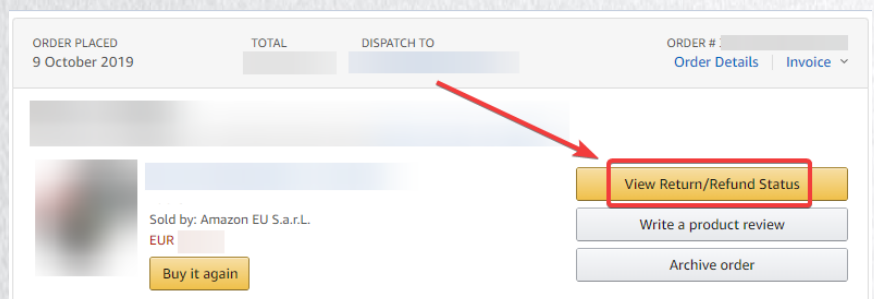 ORDER PLACED
9 October 2019
TOTAL
DISPATCH TO
ORDER #
Order Details
Invoice
View Return/Refund Status
Sold by: Amazon EU S.a.r.L.
EUR
Buy it again
Write a product review
Archive order